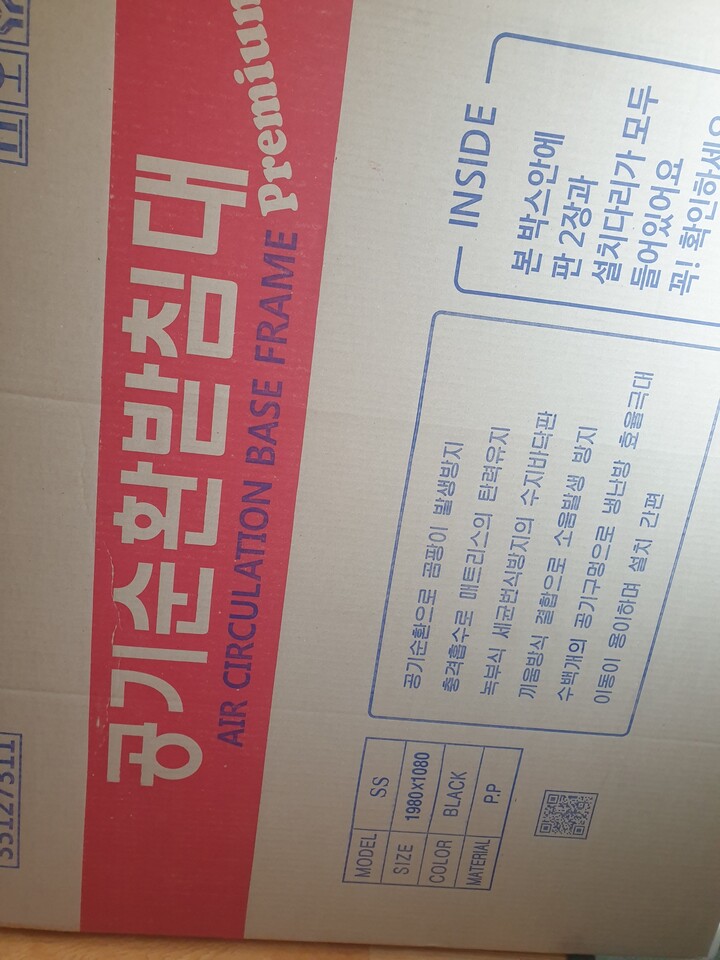 공기순환받침대
AIR CIRCULATION BASE FRAME Premium
INSIDE
본 박스안에
판 2장과
설치다리가 모두
들어있어요
꼭! 확인하세요
공기순환으로 곰팡이 발생방지
충격흡수로 매트리스의 탄력유지
녹부식 세균번식방지의 수지바닥판
끼움방식 결합으로 소음발생 방지
수백개의 공기구멍으로 냉난방 효율극대
이동이 용이하며 설치 간편
MODEL SS
SIZE 1980X1080
COLOR BLACK
MATERIAL P.P